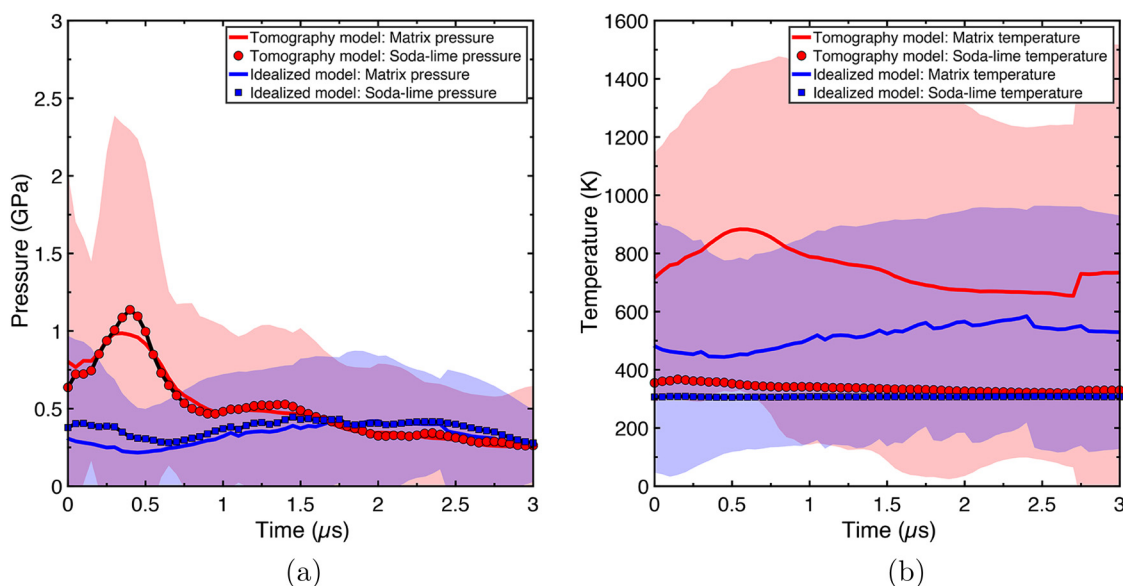 3
2.5
2
1.5
1
0.5
0
Pressure (GPa)
Tomography model: Matrix pressure
Tomography model: Soda-lime pressure
Idealized model: Matrix pressure
Idealized model: Soda-lime pressure
0 0.5 1 1.5 2 2.5 3
Time (μs)
(a)
1600
1400
1200
1000
800
600
400
200
0
Temperature (K)
Tomography model: Matrix temperature
Tomography model: Soda-lime temperature
Idealized model: Matrix temperature
Idealized model: Soda-lime temperature
0 0.5 1 1.5 2 2.5 3
Time (μs)
(b)